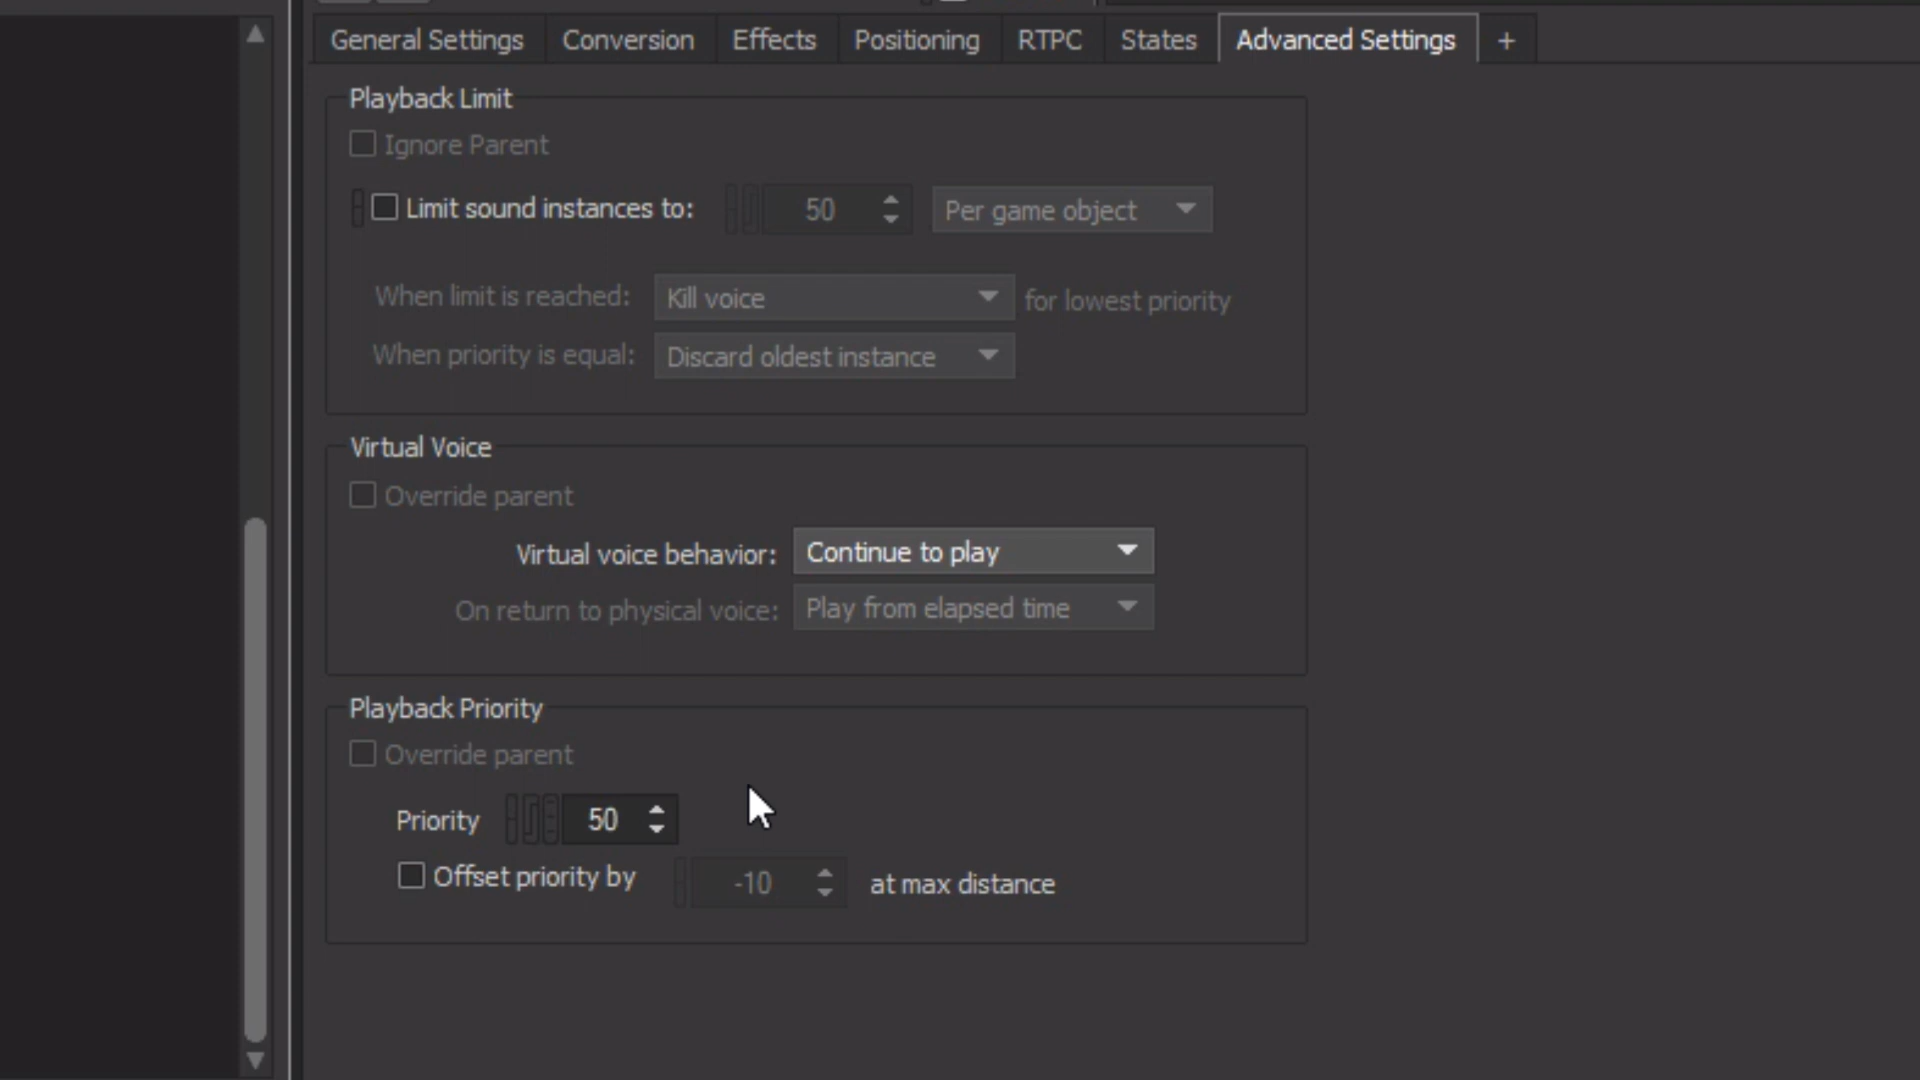 General Settings Conversion Effects Positioning RTPC States Advanced Settings +
Playback Limit
Ignore Parent
Limit sound instances to: 50 Per game object
When limit is reached: Kill voice for lowest priority
When priority is equal: Discard oldest instance
Virtual Voice
Override parent
Virtual voice behavior: Continue to play
On return to physical voice: Play from elapsed time
Playback Priority
Override parent
Priority 50
Offset priority by -10 at max distance